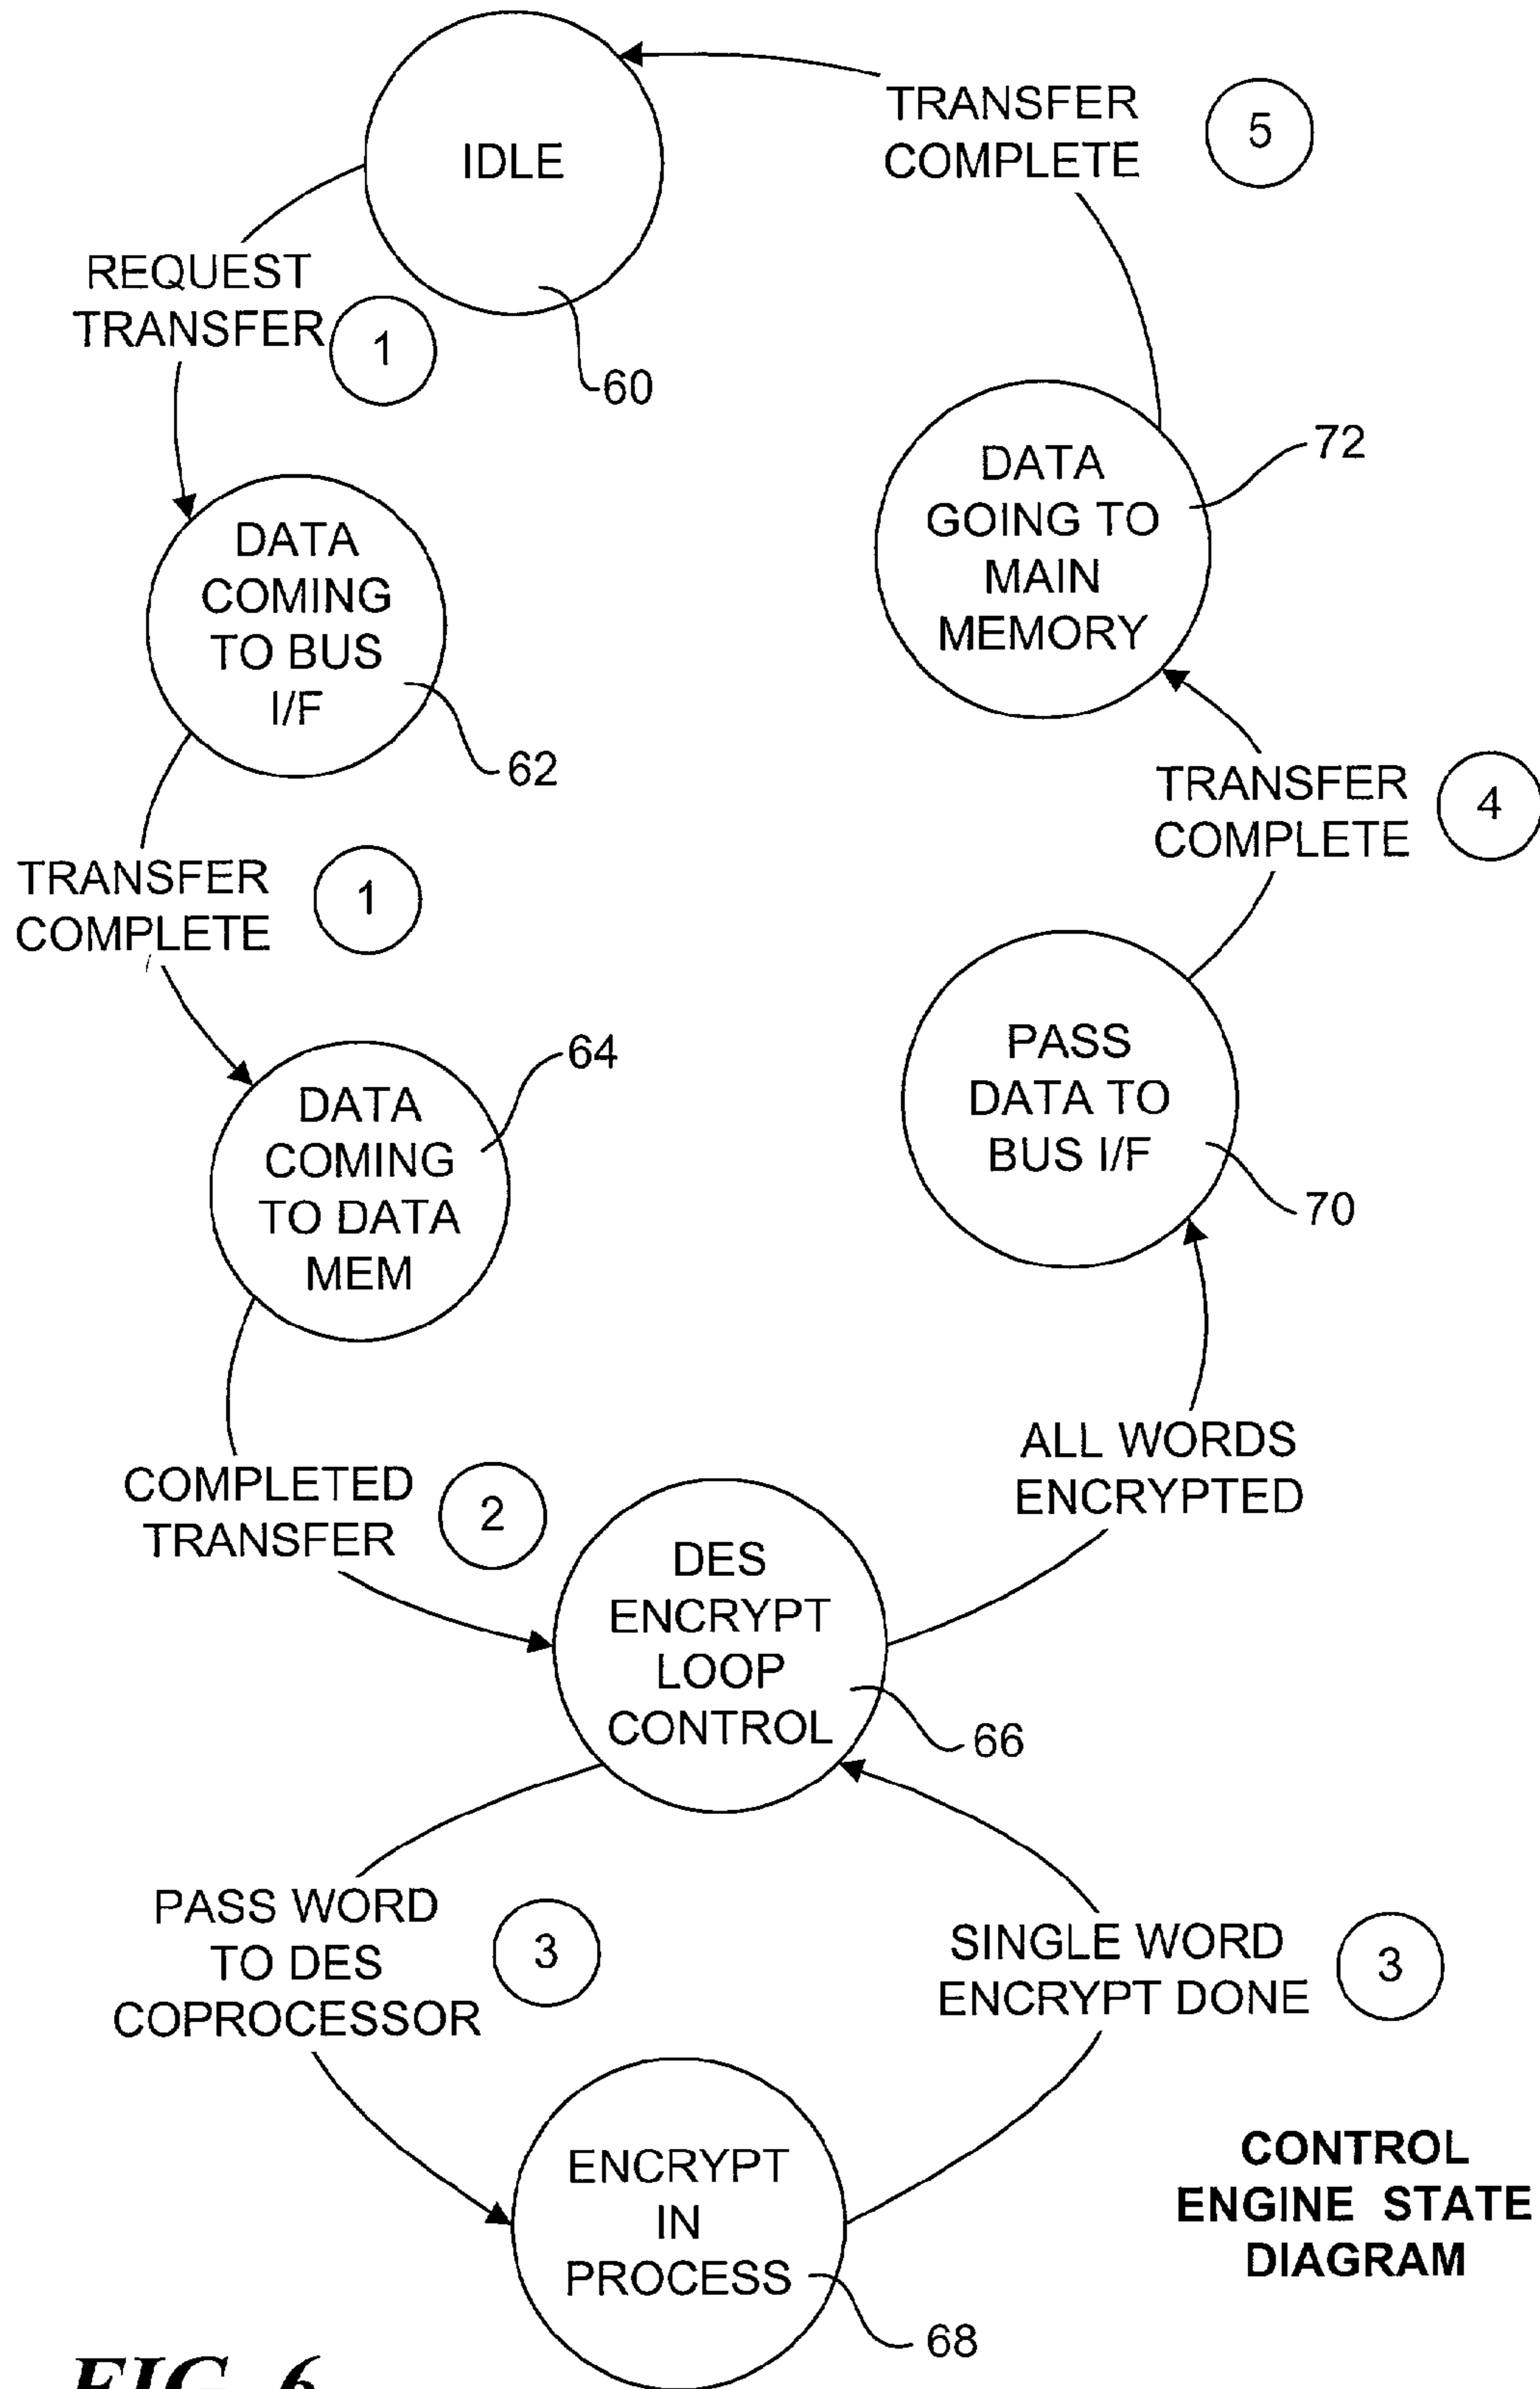 IDLE
60
TRANSFER
COMPLETE
5
REQUEST
TRANSFER
1
DATA
COMING
TO BUS
I/F
62
DATA
GOING TO
MAIN
MEMORY
72
TRANSFER
COMPLETE
1
TRANSFER
COMPLETE
4
DATA
COMING
TO DATA
MEM
64
PASS
DATA TO
BUS I/F
70
COMPLETED
TRANSFER
2
ALL WORDS
ENCRYPTED
DES
ENCRYPT
LOOP
CONTROL
66
PASS WORD
TO DES
COPROCESSOR
3
SINGLE WORD
ENCRYPT DONE
3
ENCRYPT
IN
PROCESS
68
CONTROL
ENGINE STATE
DIAGRAM
FIG. 6